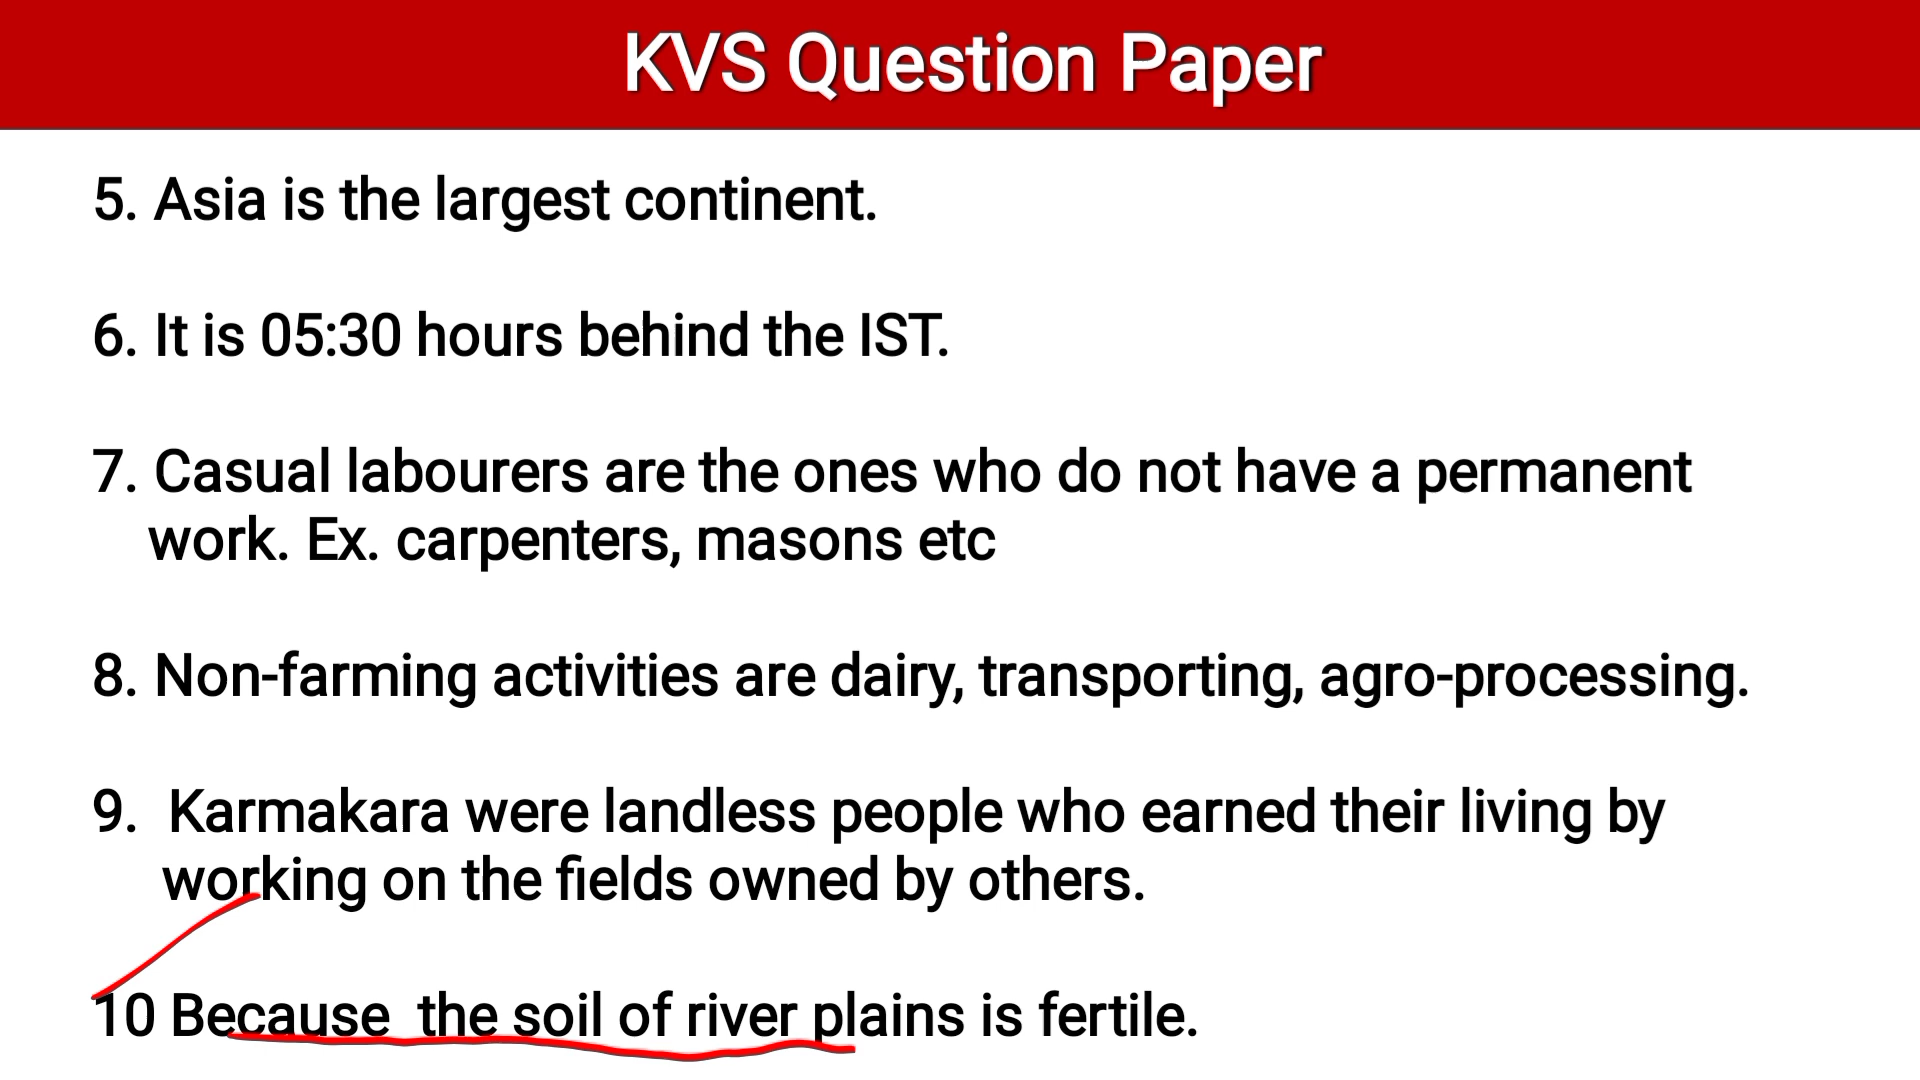 KVS Question Paper
5. Asia is the largest continent.
6. It is 05:30 hours behind the IST.
7. Casual labourers are the ones who do not have a permanent
work. Ex. carpenters, masons etc
8. Non-farming activities are dairy, transporting, agro-processing.
9. Karmakara were landless people who earned their living by
working on the fields owned by others.
10 Because the soil of river plains is fertile.